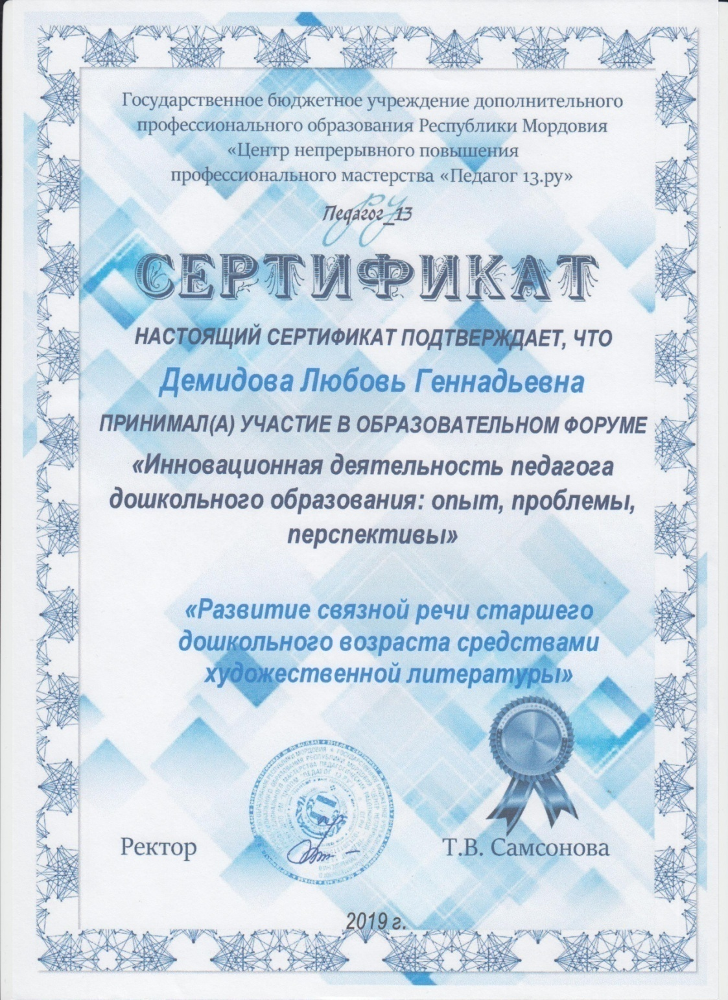 Государственное бюджетное учреждение дополнительного
профессионального образования Республики Мордовия
«Центр непрерывного повышения
профессионального мастерства «Педагог 13.ру»
Педагог_13
ру
СЕРТИФИКАТ
НАСТОЯЩИЙ СЕРТИФИКАТ ПОДТВЕРЖДАЕТ, ЧТО
Демидова Любовь Геннадьевна
ПРИНИМАЛ(А) УЧАСТИЕ В ОБРАЗОВАТЕЛЬНОМ ФОРУМЕ
«Инновационная деятельность педагога
дошкольного образования: опыт, проблемы,
перспективы»
«Развитие связной речи старшего
дошкольного возраста средствами
художественной литературы»
Ректор
Т.В. Самсонова
2019 г.